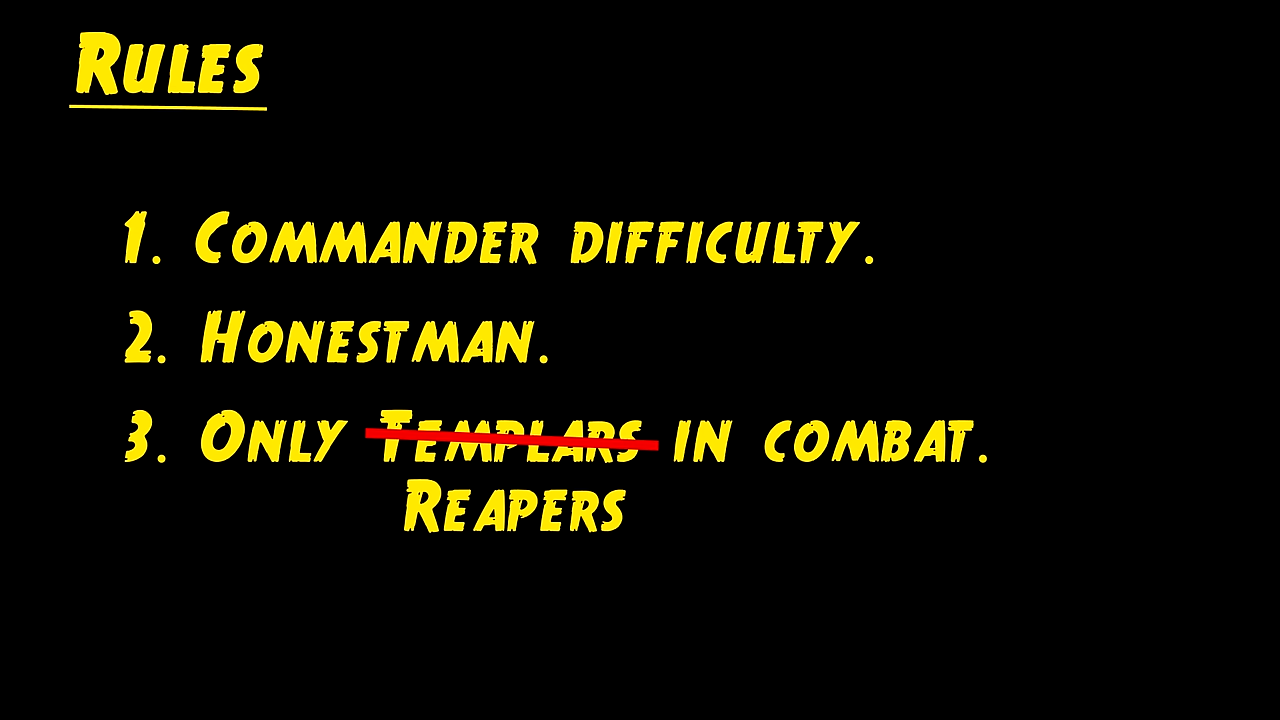 Rules
1. Commander difficulty.
2. Honestman.
3. Only Templars in combat.
Reapers